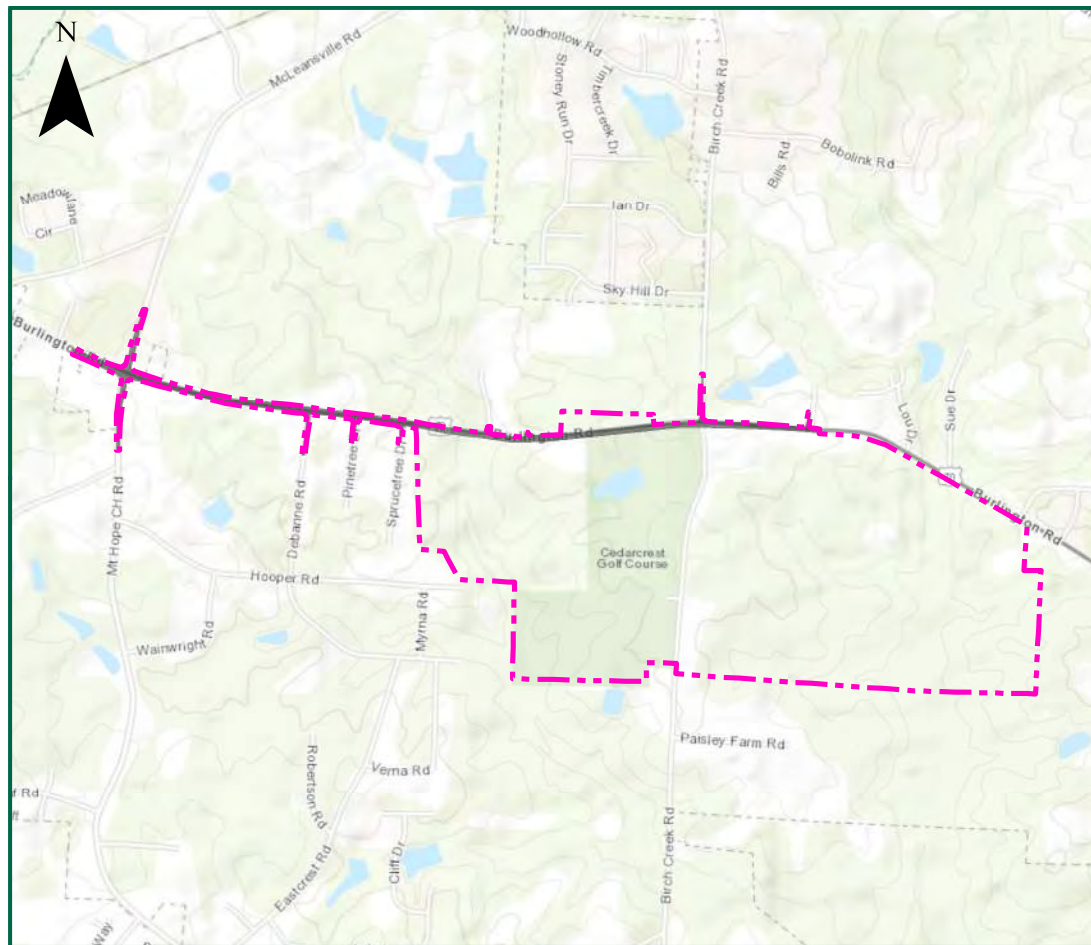 N
McLeansville Rd
Woodhollow Rd
Stoney Run Dr
Timbercreek Dr
Birch Creek Rd
Bobolink Rd
Bills Rd
Ian Dr
Sky Hill Dr
Cir
Burlington Rd
Burlington Rd
Lou Dr
Sue Dr
Burlington Rd
Mt Hope CH Rd
Debanne Rd
Pinetree
Sprucetree Dr
Cedarcrest
Golf Course
Hooper Rd
Myrna Rd
Wainwright Rd
Paisley Farm Rd
Robertson Rd
Verna Rd
Cliff Dr
Eastcrest Rd
Birch Creek Rd
Rd
Way